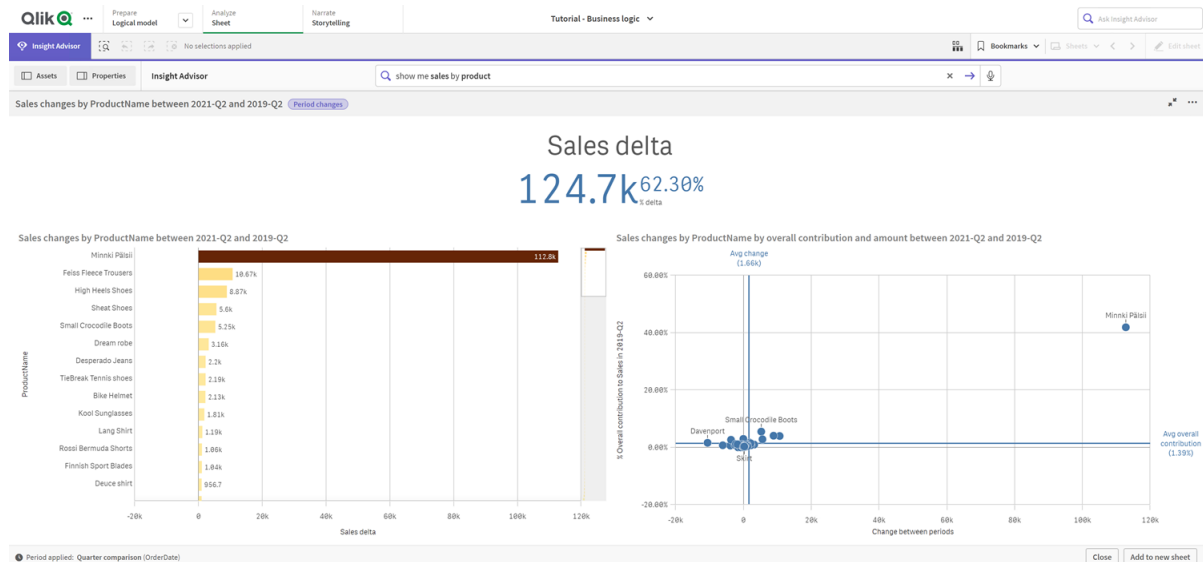 Qlik
Prepare
Logical model
Analyze
Sheet
Narrate
Storytelling
Tutorial - Business logic
Ask Insight Advisor
Insight Advisor
No selections applied
Bookmarks
Sheets
Edit sheet
Assets
Properties
Insight Advisor
show me sales by product
Sales changes by ProductName between 2021-Q2 and 2019-Q2
Period changes
Sales delta
124.7k
62.30%
% delta
Sales changes by ProductName between 2021-Q2 and 2019-Q2
ProductName
Minnki Pälsii 112.8k
Feiss Fleece Trousers 10.67k
High Heels Shoes 8.87k
Sheat Shoes 5.6k
Small Crocodile Boots 5.25k
Dream robe 3.16k
Desperado Jeans 2.2k
TieBreak Tennis shoes 2.19k
Bike Helmet 2.13k
Kool Sunglasses 1.81k
Lang Shirt 1.19k
Rossi Bermuda Shorts 1.06k
Finnish Sport Blades 1.04k
Deuce shirt 956.7
-20k 0 20k 40k 60k 80k 100k 120k
Sales delta
Sales changes by ProductName by overall contribution and amount between 2021-Q2 and 2019-Q2
Avg change
(1.66k)
% Overall contribution to Sales in 2019-Q2
60.00%
40.00%
20.00%
0.00%
-20.00%
Minnki Pälsii
Small Crocodile Boots
Davenport
Skirt
Avg overall
contribution
(1.39%)
-20k 0 20k 40k 60k 80k 100k 120k
Change between periods
Period applied: Quarter comparison (OrderDate)
Close
Add to new sheet